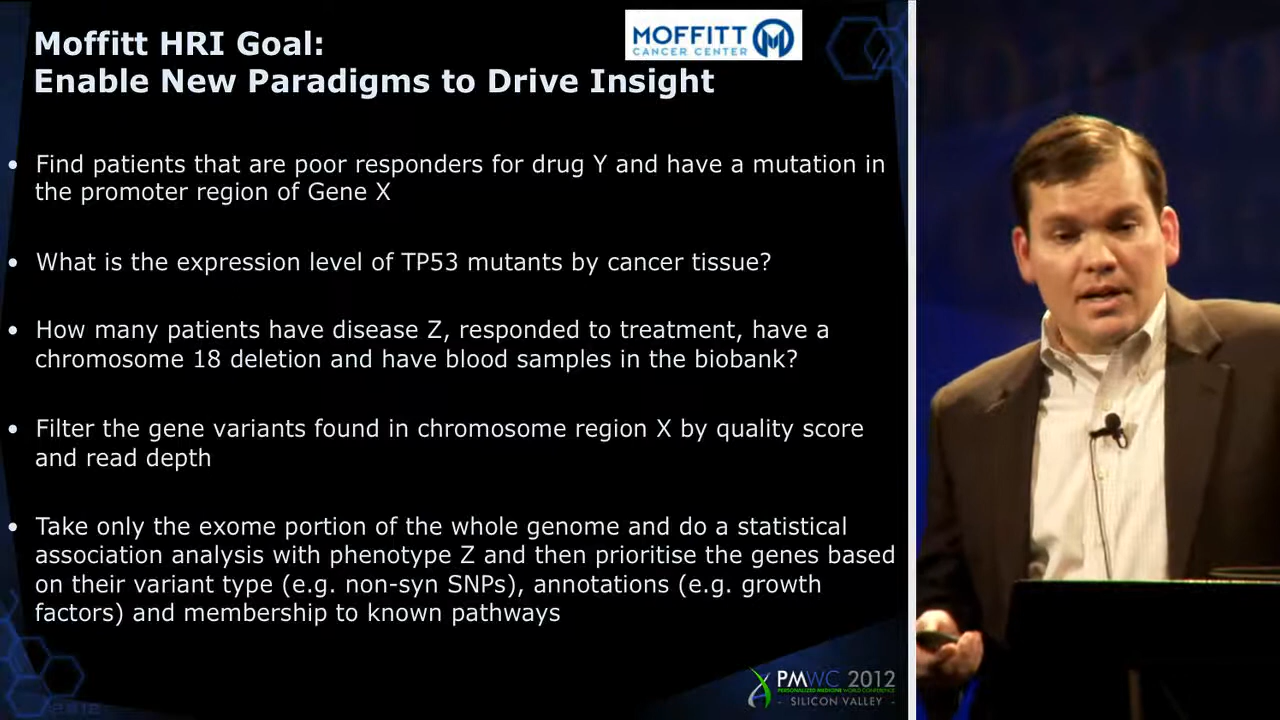 Moffitt HRI Goal:
MOFFITT
CANCER CENTER
Enable New Paradigms to Drive Insight
• Find patients that are poor responders for drug Y and have a mutation in
the promoter region of Gene X
• What is the expression level of TP53 mutants by cancer tissue?
• How many patients have disease Z, responded to treatment, have a
chromosome 18 deletion and have blood samples in the biobank?
• Filter the gene variants found in chromosome region X by quality score
and read depth
• Take only the exome portion of the whole genome and do a statistical
association analysis with phenotype Z and then prioritise the genes based
on their variant type (e.g. non-syn SNPs), annotations (e.g. growth
factors) and membership to known pathways
PMWC 2012
PERSONALIZED MEDICINE WORLD CONFERENCE
- SILICON VALLEY -